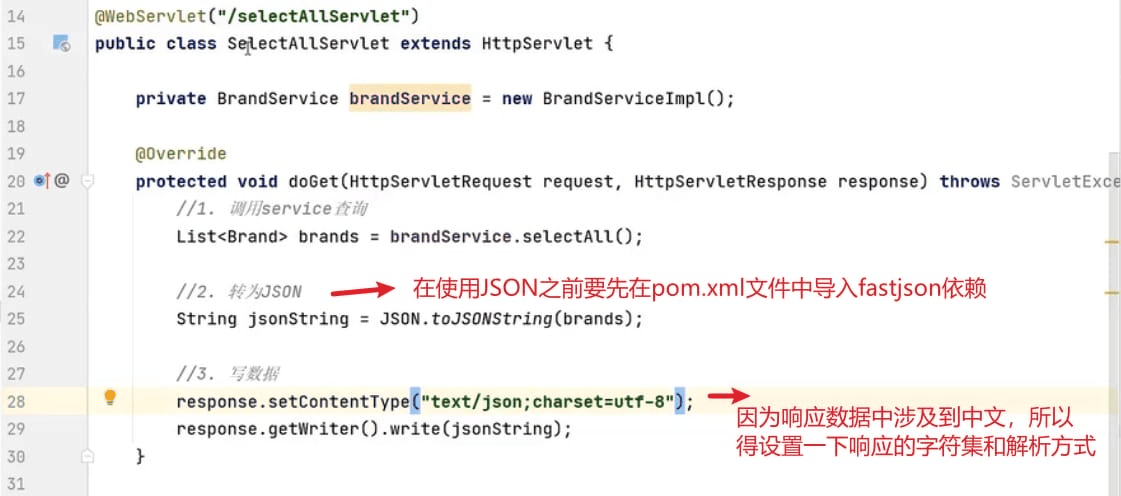 14 @WebServlet("/selectAllServlet")
15 public class SelectAllServlet extends HttpServlet {
16
17 private BrandService brandService = new BrandServiceImpl();
18
19 @Override
20 @ protected void doGet(HttpServletRequest request, HttpServletResponse response) throws ServletExce
21 //1. 调用service查询
22 List<Brand> brands = brandService.selectAll();
23
24 //2. 转为JSON 在使用JSON之前要先在pom.xml文件中导入fastjson依赖
25 String jsonString = JSON.toJSONString(brands);
26
27 //3. 写数据
28 response.setContentType("text/json;charset=utf-8");
因为响应数据中涉及到中文，所以
29 response.getWriter().write(jsonString);
得设置一下响应的字符集和解析方式
30 }
31